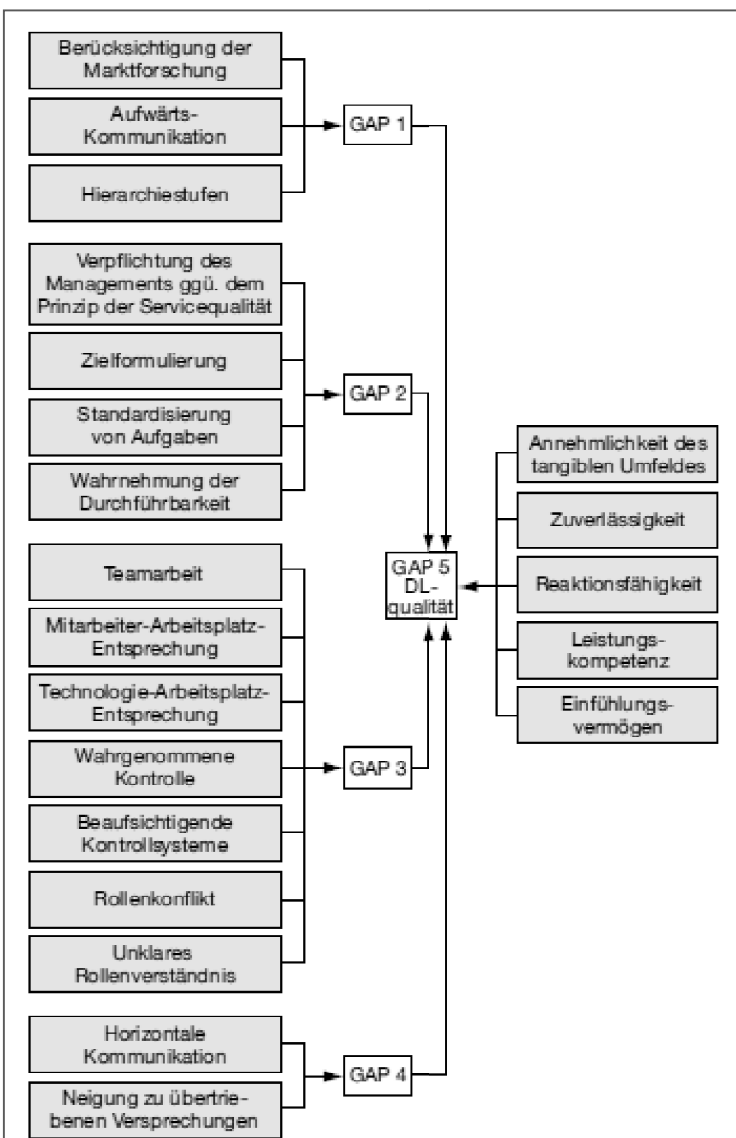 Berücksichtigung der
Marktforschung
Aufwärts-
Kommunikation
Hierarchiestufen
GAP 1
Verpflichtung des
Managements ggü. dem
Prinzip der Servicequalität
Zielformulierung
Standardisierung
von Aufgaben
Wahrnehmung der
Durchführbarkeit
GAP 2
Teamarbeit
Mitarbeiter-Arbeitsplatz-
Entsprechung
Technologie-Arbeitsplatz-
Entsprechung
Wahrgenommene
Kontrolle
Beaufsichtigende
Kontrollsysteme
Rollenkonflikt
Unklares
Rollenverständnis
GAP 3
Horizontale
Kommunikation
Neigung zu übertrie-
benen Versprechungen
GAP 4
GAP 5
DL-
qualität
Annehmlichkeit des
tangiblen Umfeldes
Zuverlässigkeit
Reaktionsfähigkeit
Leistungs-
kompetenz
Einfühlungs-
vermögen